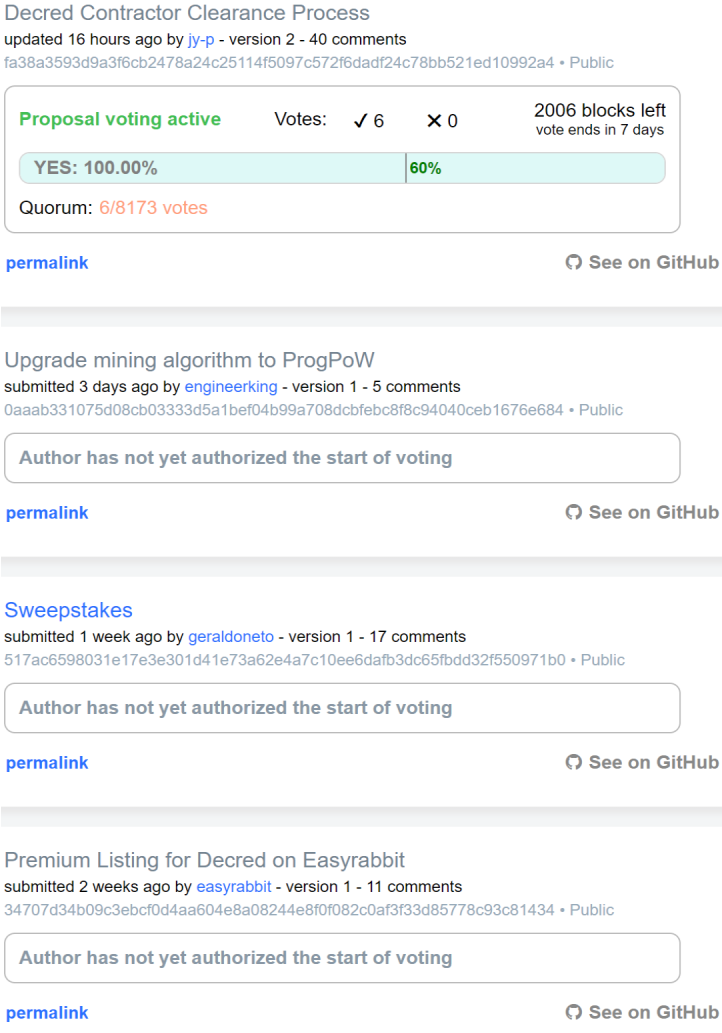 Decred Contractor Clearance Process
updated 16 hours ago by jy-p - version 2 - 40 comments
fa38a3593d9a3f6cb2478a24c25114f5097c572f6dadf24c78bb521ed10992a4 • Public
Proposal voting active Votes: ✓ 6 ✕ 0 2006 blocks left
vote ends in 7 days
YES: 100.00% 60%
Quorum: 6/8173 votes
permalink See on GitHub
Upgrade mining algorithm to ProgPoW
submitted 3 days ago by engineerking - version 1 - 5 comments
0aaab331075d08cb03333d5a1bef04b99a708dcbfebc8f8c94040ceb1676e684 • Public
Author has not yet authorized the start of voting
permalink See on GitHub
Sweepstakes
submitted 1 week ago by geraldoneto - version 1 - 17 comments
517ac6598031e17e3e301d41e73a62e4a7c10ee6dafb3dc65fbdd32f550971b0 • Public
Author has not yet authorized the start of voting
permalink See on GitHub
Premium Listing for Decred on Easyrabbit
submitted 2 weeks ago by easyrabbit - version 1 - 11 comments
34707d34b09c3ebcf0d4aa604e8a08244e8f0f082c0af3f33d85778c93c81434 • Public
Author has not yet authorized the start of voting
permalink See on GitHub